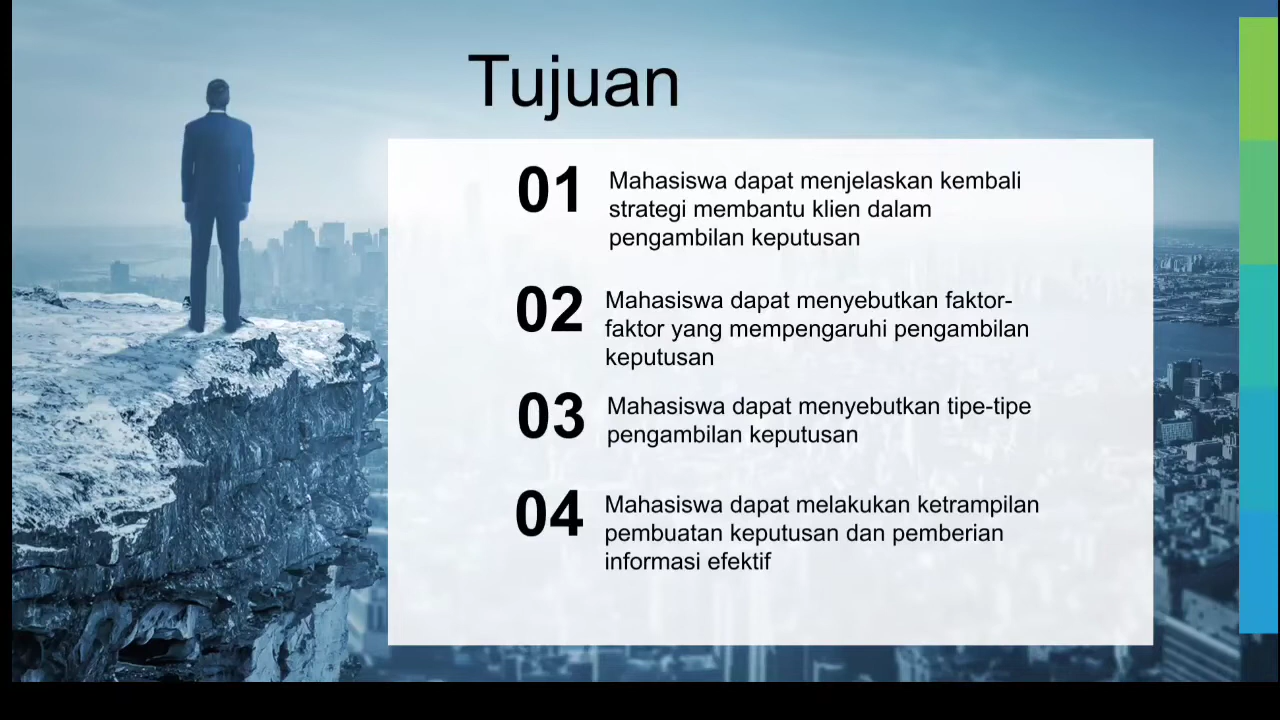 Tujuan
01
Mahasiswa dapat menjelaskan kembali
strategi membantu klien dalam
pengambilan keputusan
02
Mahasiswa dapat menyebutkan faktor-
faktor yang mempengaruhi pengambilan
keputusan
03
Mahasiswa dapat menyebutkan tipe-tipe
pengambilan keputusan
04
Mahasiswa dapat melakukan ketrampilan
pembuatan keputusan dan pemberian
informasi efektif